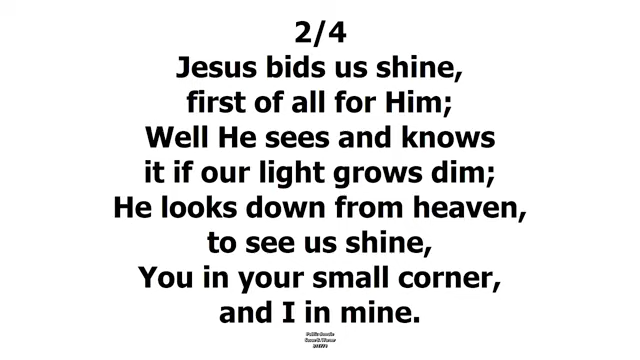 2/4
Jesus bids us shine,
first of all for Him;
Well He sees and knows
it if our light grows dim;
He looks down from heaven,
to see us shine,
You in your small corner,
and I in mine.
Public Domain